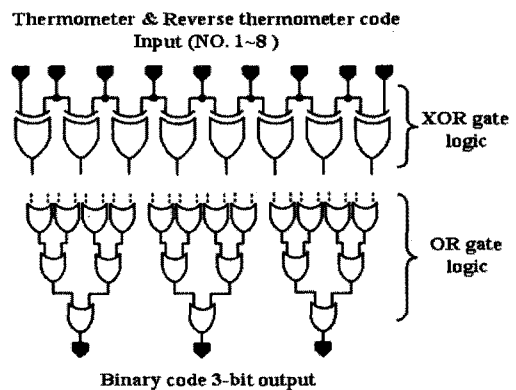 Thermometer & Reverse thermometer code
Input (NO. 1~8 )
XOR gate
logic
OR gate
logic
Binary code 3-bit output